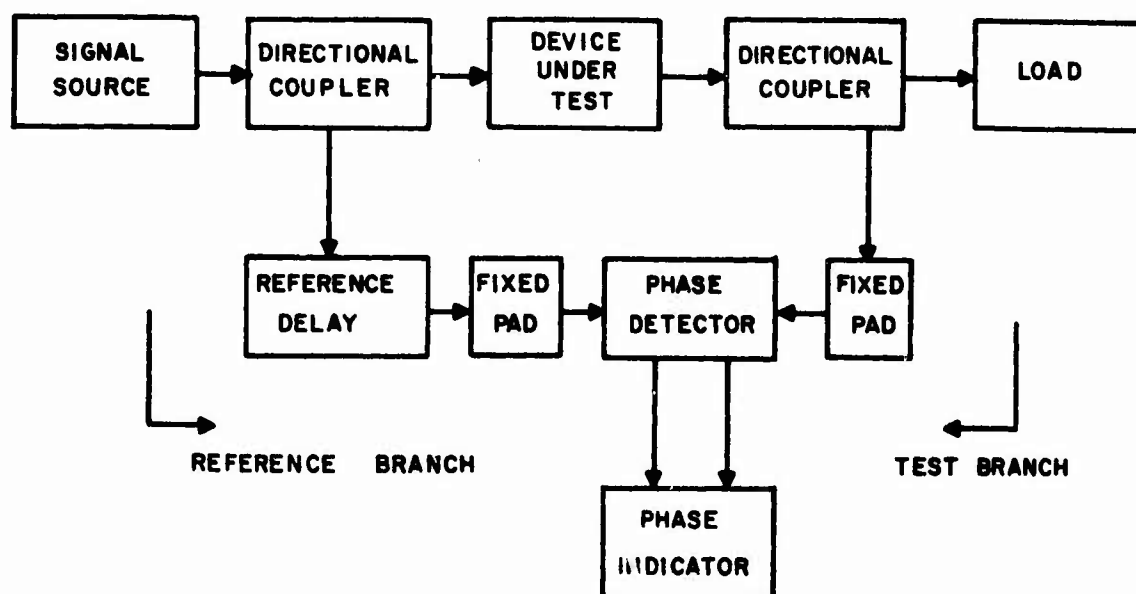 SIGNAL
SOURCE
DIRECTIONAL
COUPLER
DEVICE
UNDER
TEST
DIRECTIONAL
COUPLER
LOAD
REFERENCE
DELAY
FIXED
PAD
PHASE
DETECTOR
FIXED
PAD
REFERENCE BRANCH
TEST BRANCH
PHASE
INDICATOR